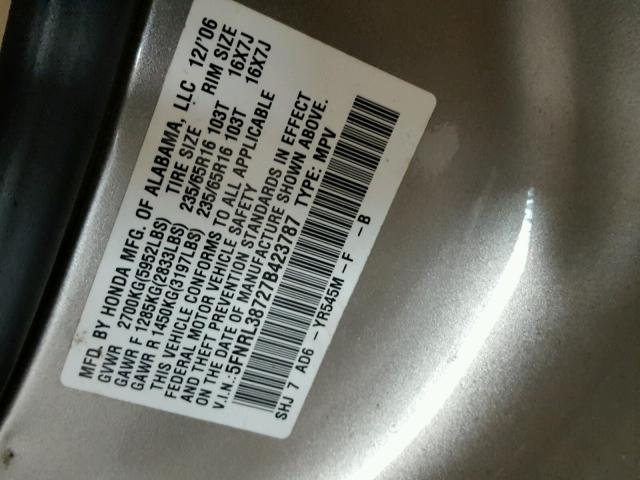 MFD. BY HONDA MFG. OF ALABAMA, LLC 12/'06
GVWR 2700KG(5952LBS) TIRE SIZE RIM SIZE
GAWR F 1285KG(2833LBS) 235/65R16 103T 16X7J
GAWR R 1450KG(3197LBS) 235/65R16 103T 16X7J
THIS VEHICLE CONFORMS TO ALL APPLICABLE
FEDERAL MOTOR VEHICLE SAFETY
AND THEFT PREVENTION STANDARDS IN EFFECT
ON THE DATE OF MANUFACTURE SHOWN ABOVE.
V.I.N.: 5FNRL38727B423787 TYPE: MPV
SHJ 7 AD6 - YR545M - F - B